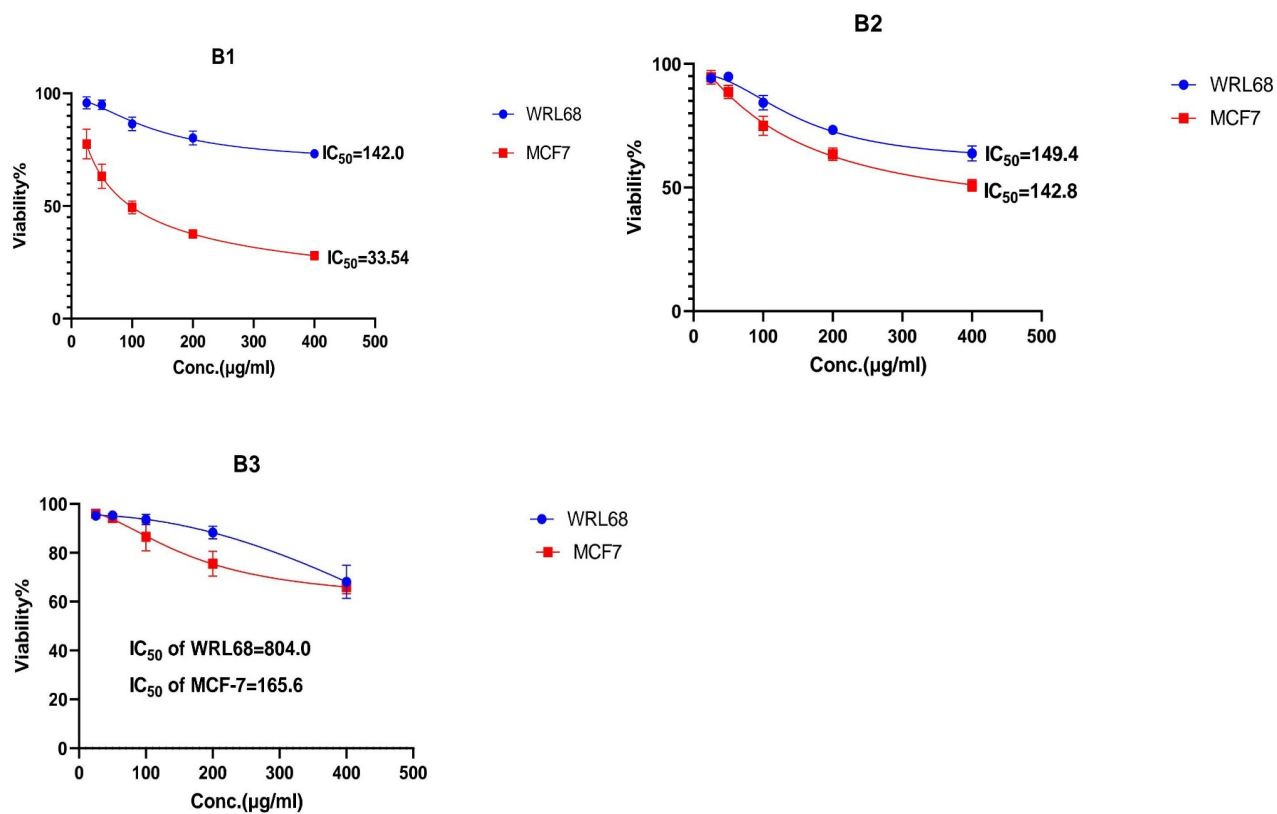 B1
100
50
0
Viability%
0 100 200 300 400 500
Conc.(µg/ml)
IC50=142.0
IC50=33.54
WRL68
MCF7
B2
100
50
0
Viability%
0 100 200 300 400 500
Conc.(µg/ml)
IC50=149.4
IC50=142.8
WRL68
MCF7
B3
100
80
60
40
20
0
Viability%
IC50 of WRL68=804.0
IC50 of MCF-7=165.6
0 100 200 300 400 500
Conc.(µg/ml)
WRL68
MCF7